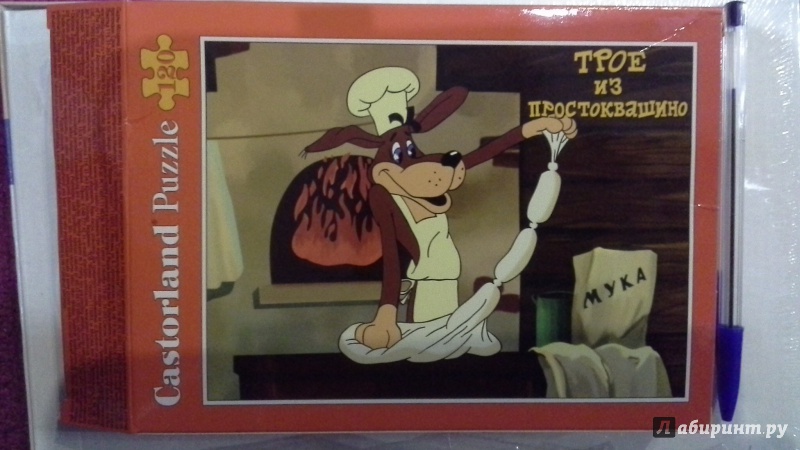 Castorland® Puzzle
120
ТРОЕ
ИЗ
ПРОСТОКВАШИНО
МУКА
Лабиринт.ру